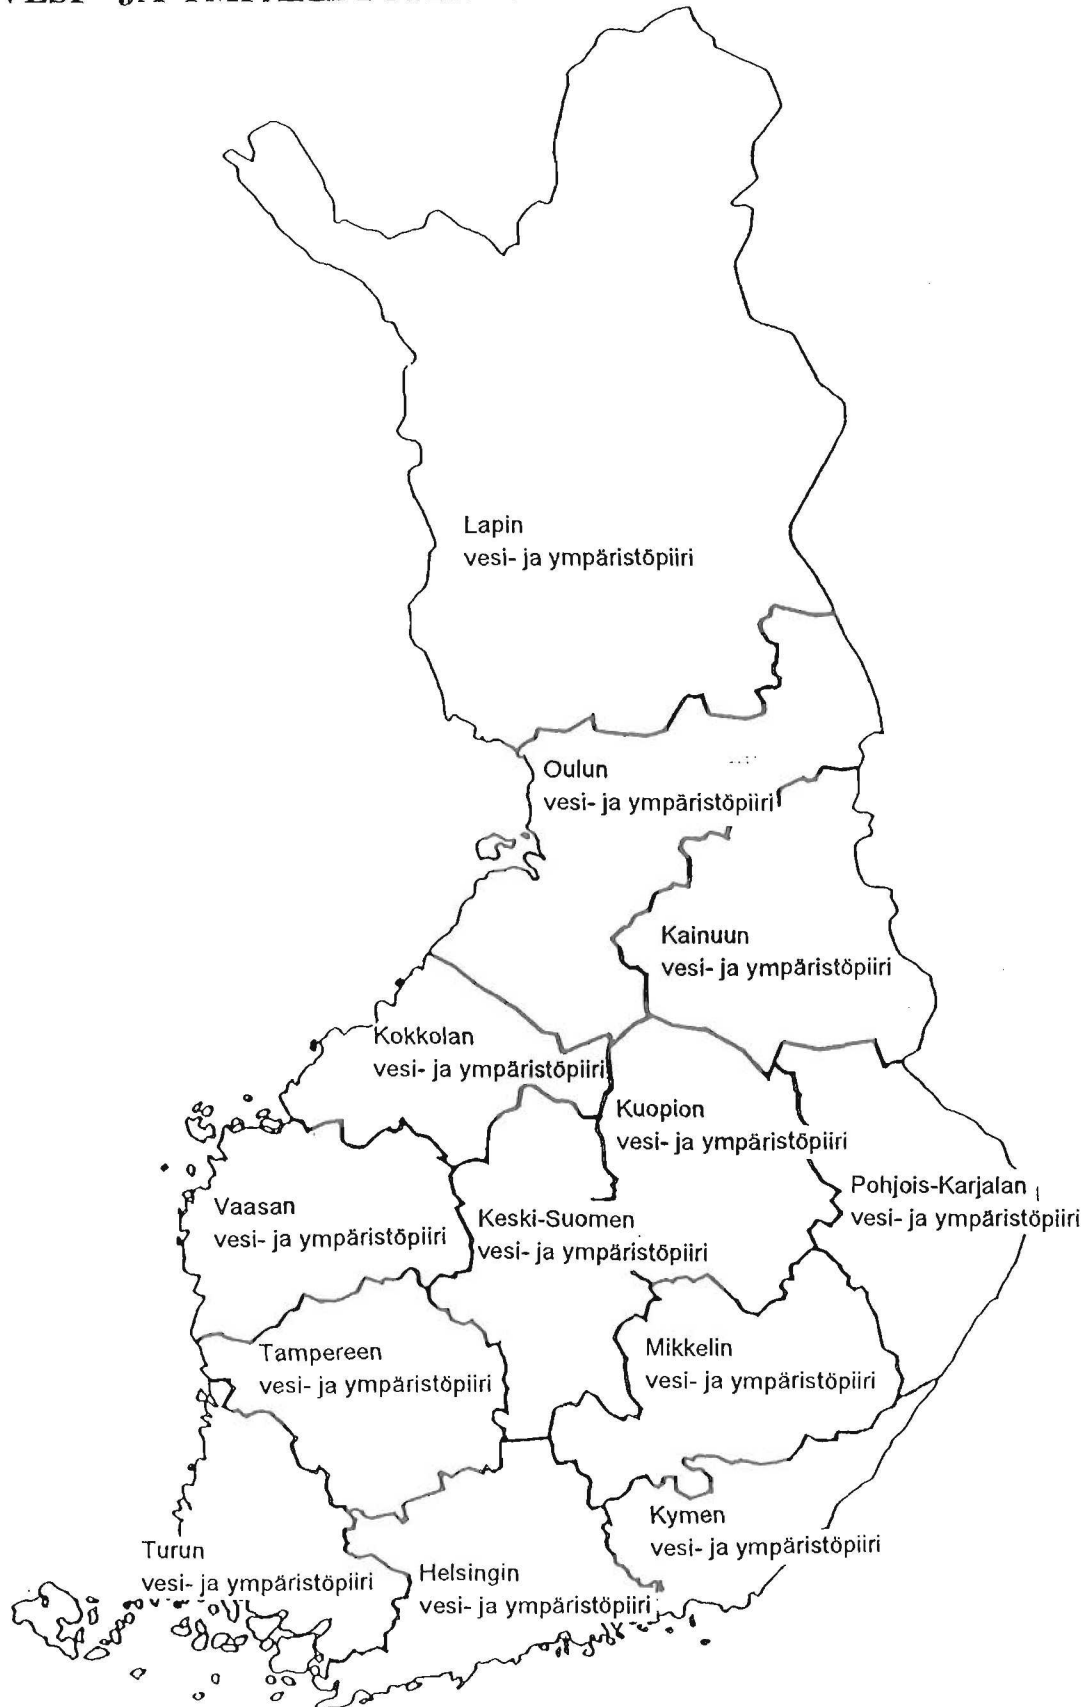 Lapin
vesi- ja ympäristöpiiri
Oulun
vesi- ja ympäristöpiiri
Kainuun
vesi- ja ympäristöpiiri
Kokkolan
vesi- ja ympäristöpiiri
Kuopion
vesi- ja ympäristöpiiri
Pohjois-Karjalan
vesi- ja ympäristöpiiri
Vaasan
vesi- ja ympäristöpiiri
Keski-Suomen
vesi- ja ympäristöpiiri
Tampereen
vesi- ja ympäristöpiiri
Mikkelin
vesi- ja ympäristöpiiri
Kymen
vesi- ja ympäristöpiiri
Turun
vesi- ja ympäristöpiiri
Helsingin
vesi- ja ympäristöpiiri